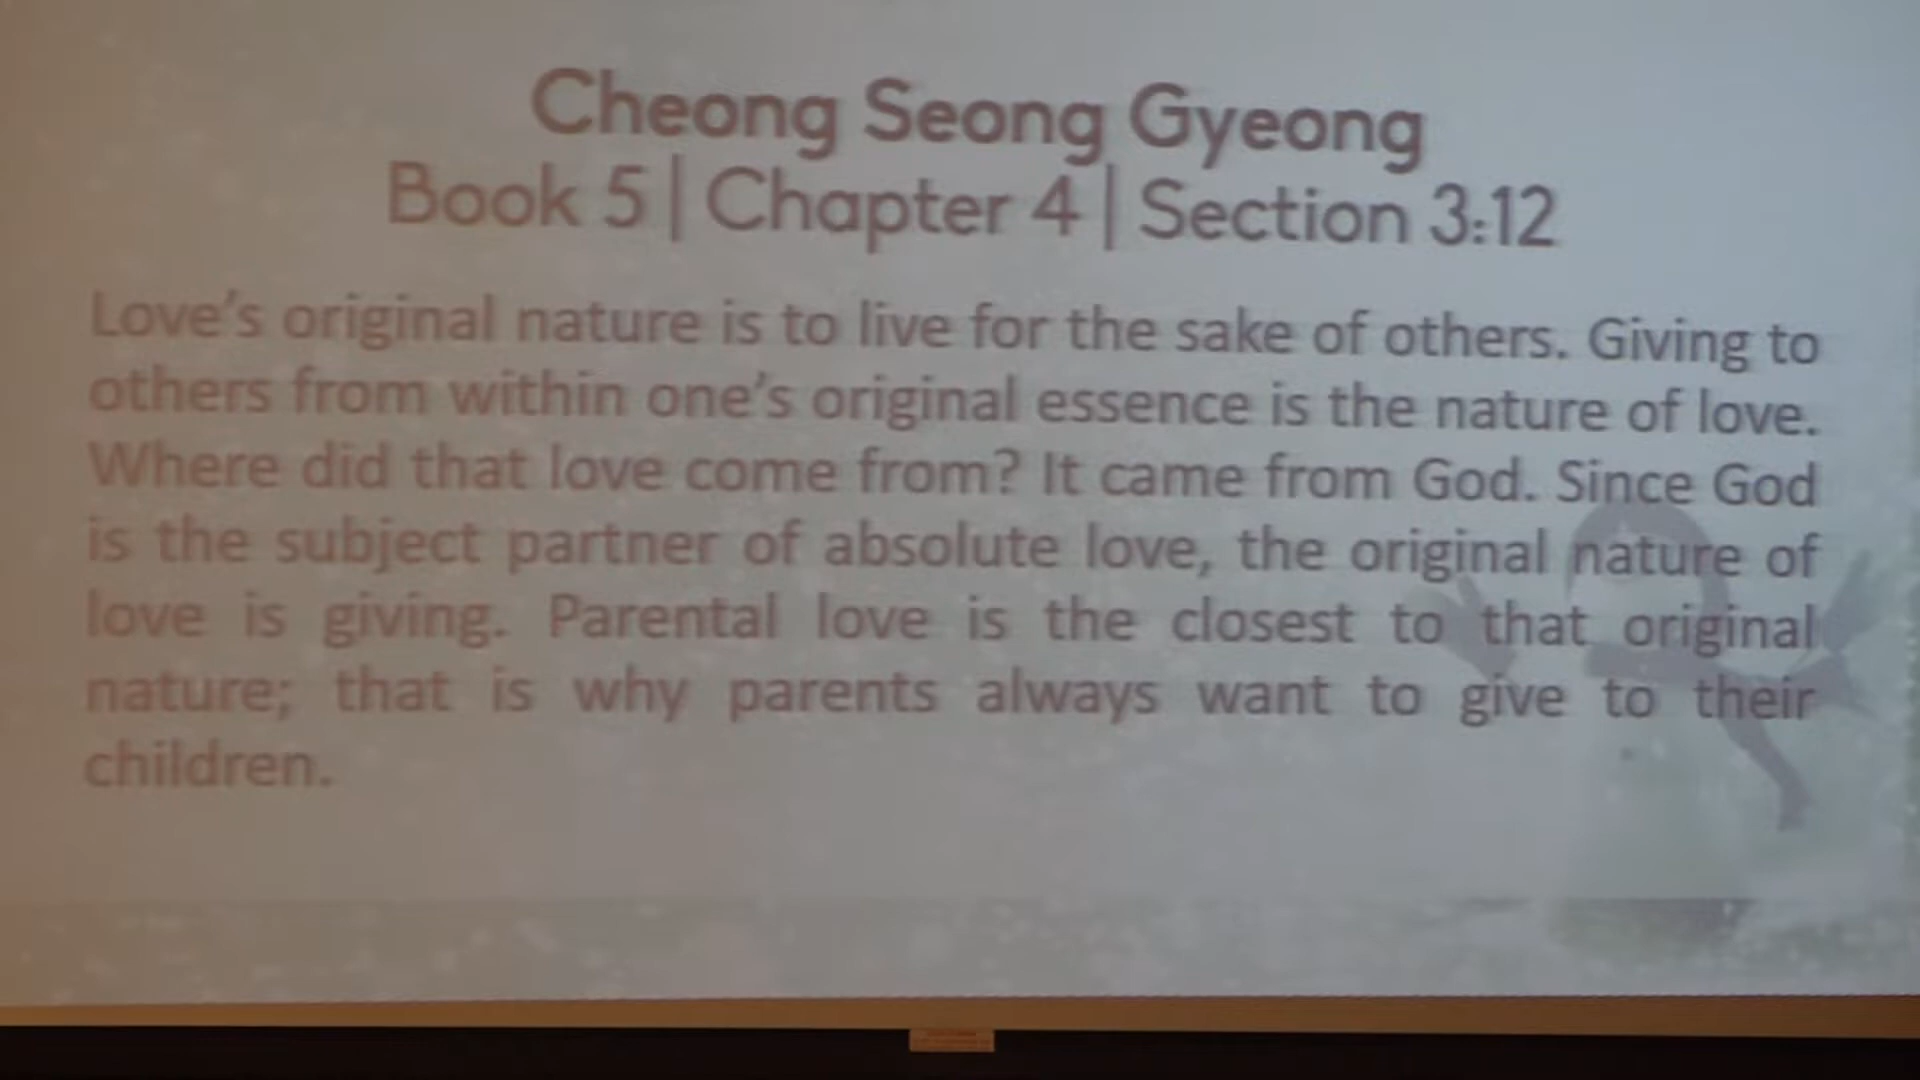 Cheong Seong Gyeong
Book 5 | Chapter 4 | Section 3:12
Love’s original nature is to live for the sake of others. Giving to
others from within one’s original essence is the nature of love.
Where did that love come from? It came from God. Since God
is the subject partner of absolute love, the original nature of
love is giving. Parental love is the closest to that original
nature; that is why parents always want to give to their
children.